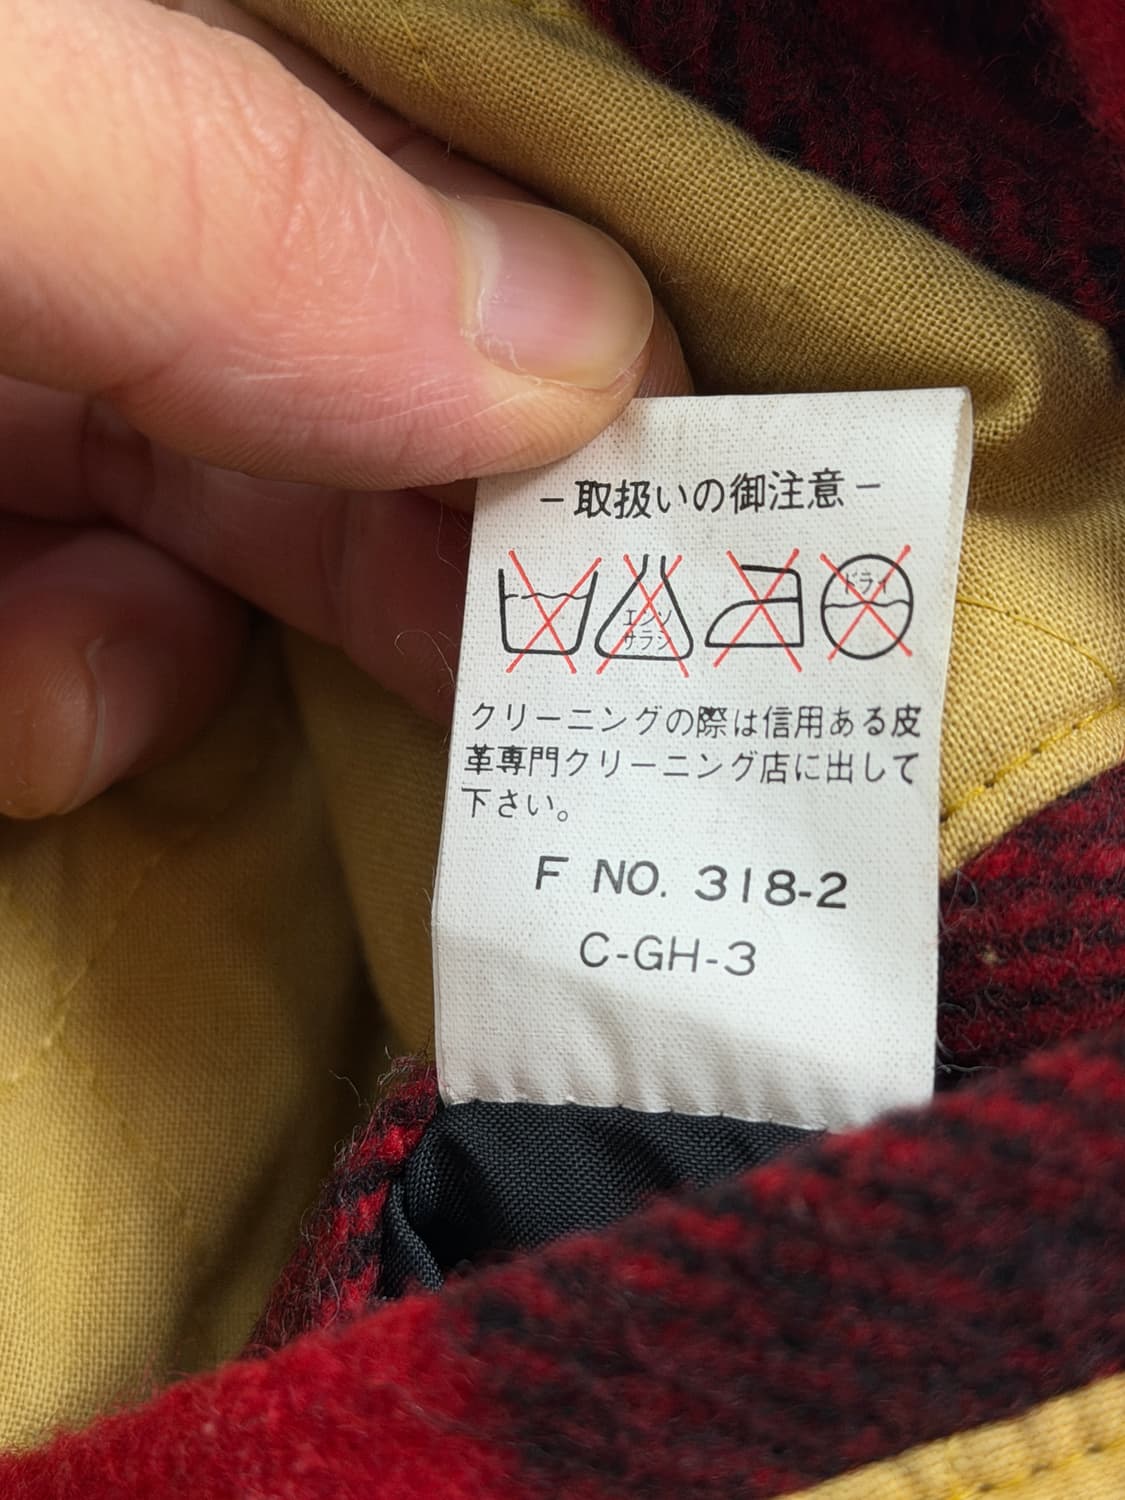 －取扱いの御注意－
エンソ
サラシ
ドライ
クリーニングの際は信用ある皮
革専門クリーニング店に出して
下さい。
F NO. 318-2
C-GH-3